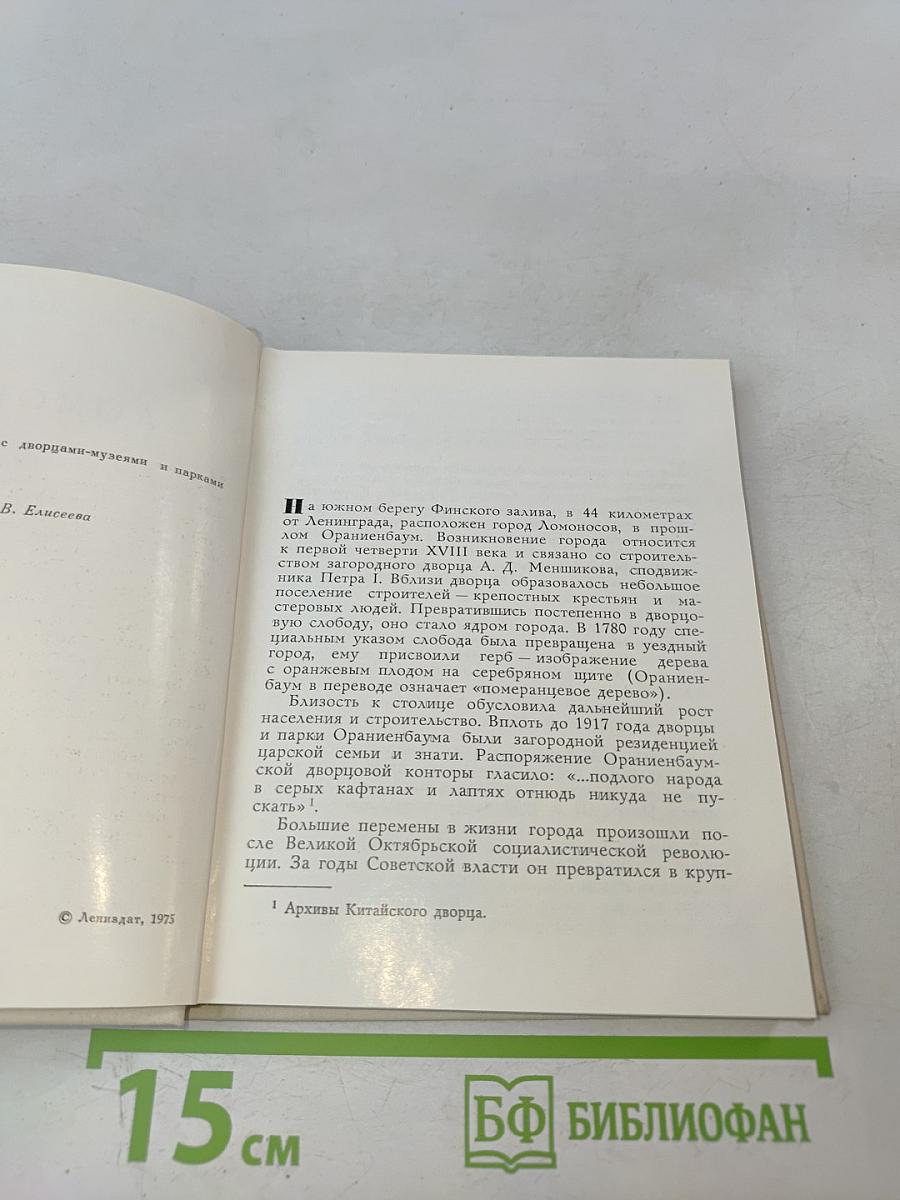 с дворцами-музеями и парками
В. Елисеева
© Лениздат, 1975
На южном берегу Финского залива, в 44 километрах
от Ленинграда, расположен город Ломоносов, в прош-
лом Ораниенбаум. Возникновение города относится
к первой четверти XVIII века и связано со строитель-
ством загородного дворца А. Д. Меншикова, сподвиж-
ника Петра I. Вблизи дворца образовалось небольшое
поселение строителей — крепостных крестьян и ма-
стеровых людей. Превратившись постепенно в дворцо-
вую слободу, оно стало ядром города. В 1780 году спе-
циальным указом слобода была превращена в уездный
город, ему присвоили герб — изображение дерева
с оранжевым плодом на серебряном щите (Ораниен-
баум в переводе означает «померанцевое дерево»).
Близость к столице обусловила дальнейший рост
населения и строительство. Вплоть до 1917 года дворцы
и парки Ораниенбаума были загородной резиденцией
царской семьи и знати. Распоряжение Ораниенбаум-
ской дворцовой конторы гласило: «...подлого народа
в серых кафтанах и лаптях отнюдь никуда не пу-
скать» ¹.
Большие перемены в жизни города произошли по-
сле Великой Октябрьской социалистической револю-
ции. За годы Советской власти он превратился в круп-
¹ Архивы Китайского дворца.
15 см
БФ БИБЛИОФАН